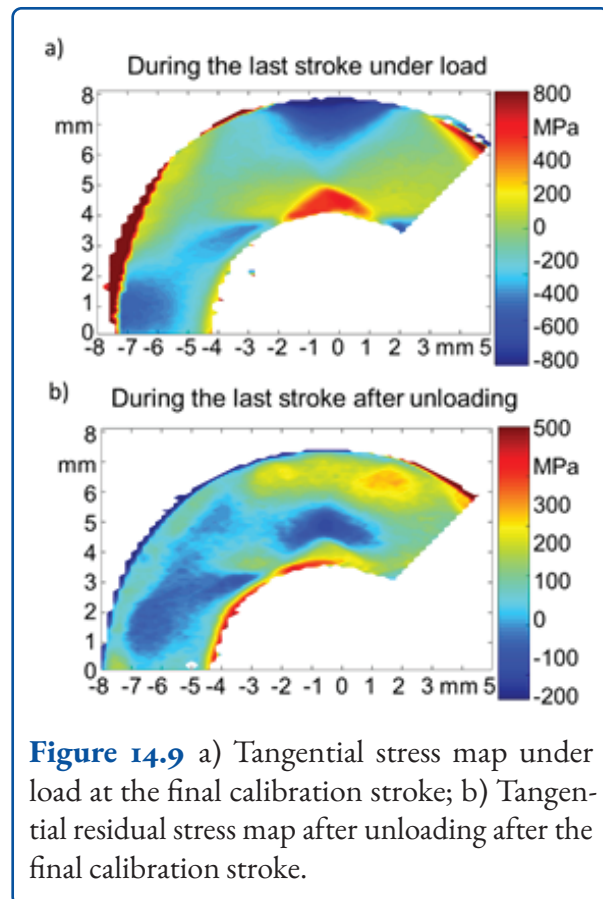 a)
During the last stroke under load
8
mm
7
6
5
4
3
2
1
0
-8 -7 -6 -5 -4 -3 -2 -1 0 1 2 3 mm 5
800
MPa
400
200
0
-200
-400
-600
-800
b)
During the last stroke after unloading
8
mm
6
5
4
3
2
1
0
-8 -7 -6 -5 -4 -3 -2 -1 0 1 2 3 mm 5
500
MPa
300
200
100
0
-100
-200
Figure 14.9 a) Tangential stress map under
load at the final calibration stroke; b) Tangen-
tial residual stress map after unloading after the
final calibration stroke.